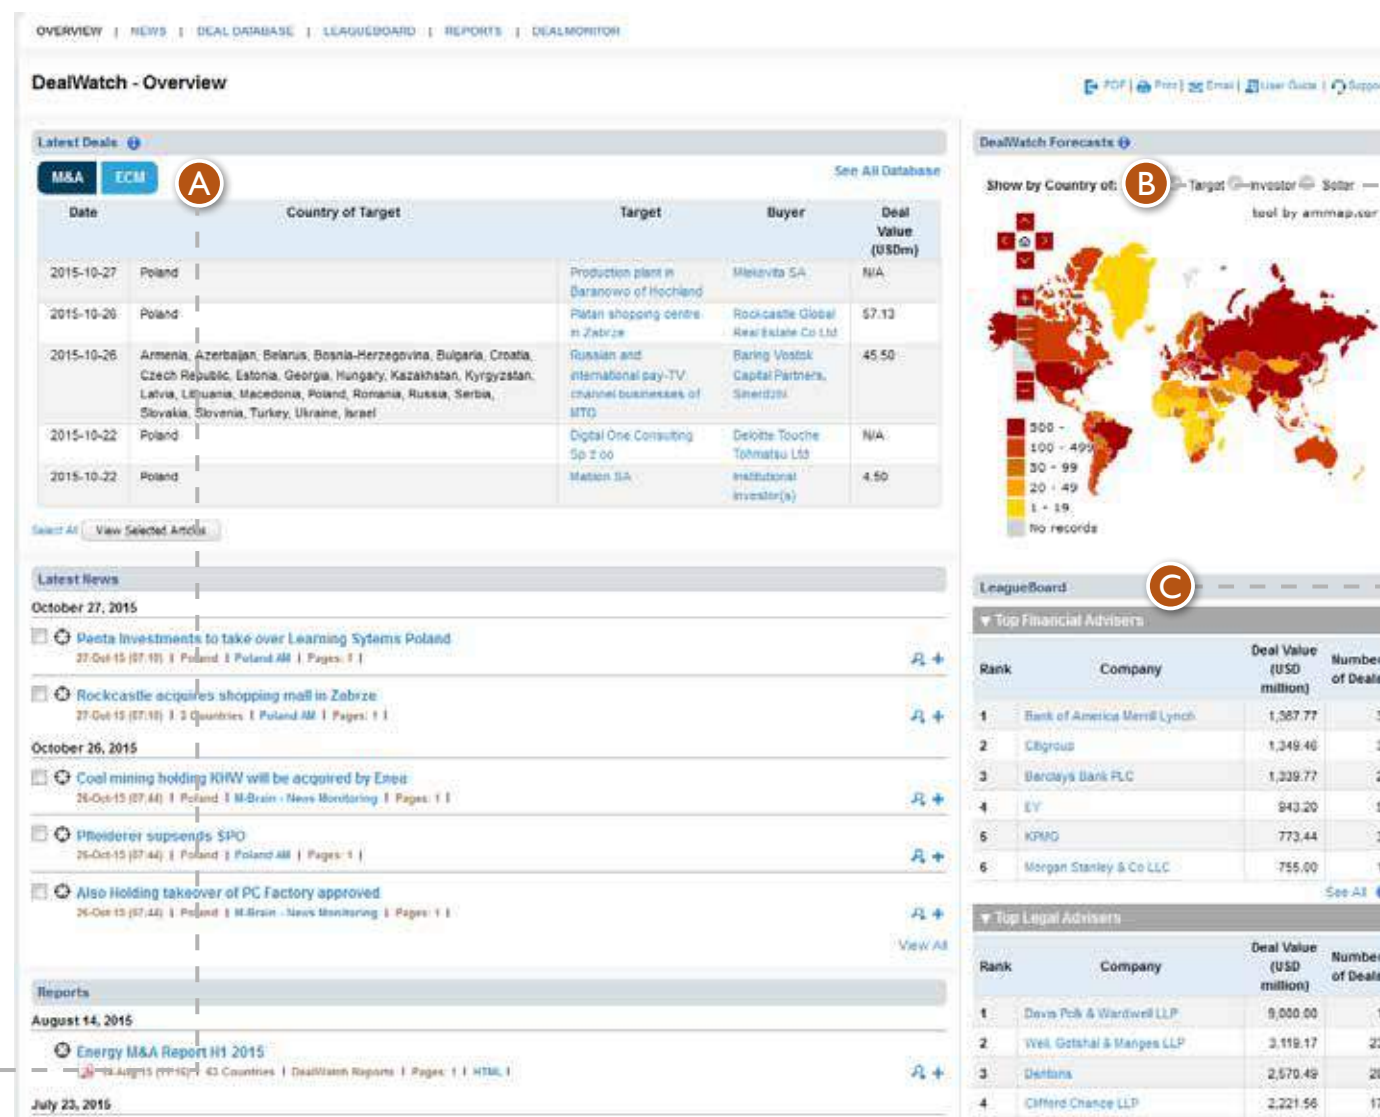 OVERVIEW | NEWS | DEAL DATABASE | LEAGUEBOARD | REPORTS | DEALMONITOR
DealWatch - Overview
PDF | Print | Email | User Guide |
Latest Deals
M&A ECM
A
See All Database
Date Country of Target Target Buyer Deal Value (USDm)
2015-10-27 Poland Production plant in Baranowo of Hochland Mlekovita SA N/A
2015-10-26 Poland Platan shopping centre in Zabrze Rockcastle Global Real Estate Co Ltd 57.13
2015-10-26 Armenia, Azerbaijan, Belarus, Bosnia-Herzegovina, Bulgaria, Croatia, Russian and Baring Vostok 45.50
Czech Republic, Estonia, Georgia, Hungary, Kazakhstan, Kyrgyzstan, international pay-TV Capital Partners,
Latvia, Lithuania, Macedonia, Poland, Romania, Russia, Serbia, channel businesses of
Slovakia, Slovenia, Turkey, Ukraine, Israel MTG
2015-10-22 Poland Digital One Consulting Sp z oo Deloitte Touche Tohmatsu Ltd N/A
2015-10-22 Poland SA Institutional investor(s) 4.50
Select All View Selected Articles
Latest News
October 27, 2015
Penta Investments to take over Learning Sytems Poland
27-Oct-15 (07:10) | Poland | Poland AM | Pages: 1 |
Rockcastle acquires shopping mall in Zabrze
27-Oct-15 (07:10) | 3 Countries | Poland AM | Pages: 1 |
October 26, 2015
Coal mining holding KHW will be acquired by Enea
26-Oct-15 (07:44) | Poland | M-Brain - News Monitoring | Pages: 1 |
Pfleiderer supsends SPO
26-Oct-15 (07:44) | Poland | Poland AM | Pages: 1 |
Also Holding takeover of PC Factory approved
26-Oct-15 (07:44) | Poland | M-Brain - News Monitoring | Pages: 1 |
View All
Reports
August 14, 2015
Energy M&A Report H1 2015
63 Countries | DealWatch Reports | Pages: 1 | HTML |
July 23, 2015
DealWatch Forecasts
Show by Country of: B Target Investor Seller
tool by ammap.com
500 -
100 - 499
50 - 99
20 - 49
1 - 19
No records
LeagueBoard
C
Top Financial Advisers
Rank Company Deal Value (USD million) Number of Deals
1 Bank of America Merrill Lynch 1,387.77
2 Citigroup 1,349.46
3 Barclays Bank PLC 1,339.77
4 EY 943.20
5 KPMG 773.44
6 Morgan Stanley & Co LLC 755.00
See All
Top Legal Advisers
Rank Company Deal Value (USD million) Number of Deals
1 Davis Polk & Wardwell LLP 9,000.00
2 Weil, Gotshal & Manges LLP 3,119.17
3 Dentons 2,570.49
4 Clifford Chance LLP 2,221.56